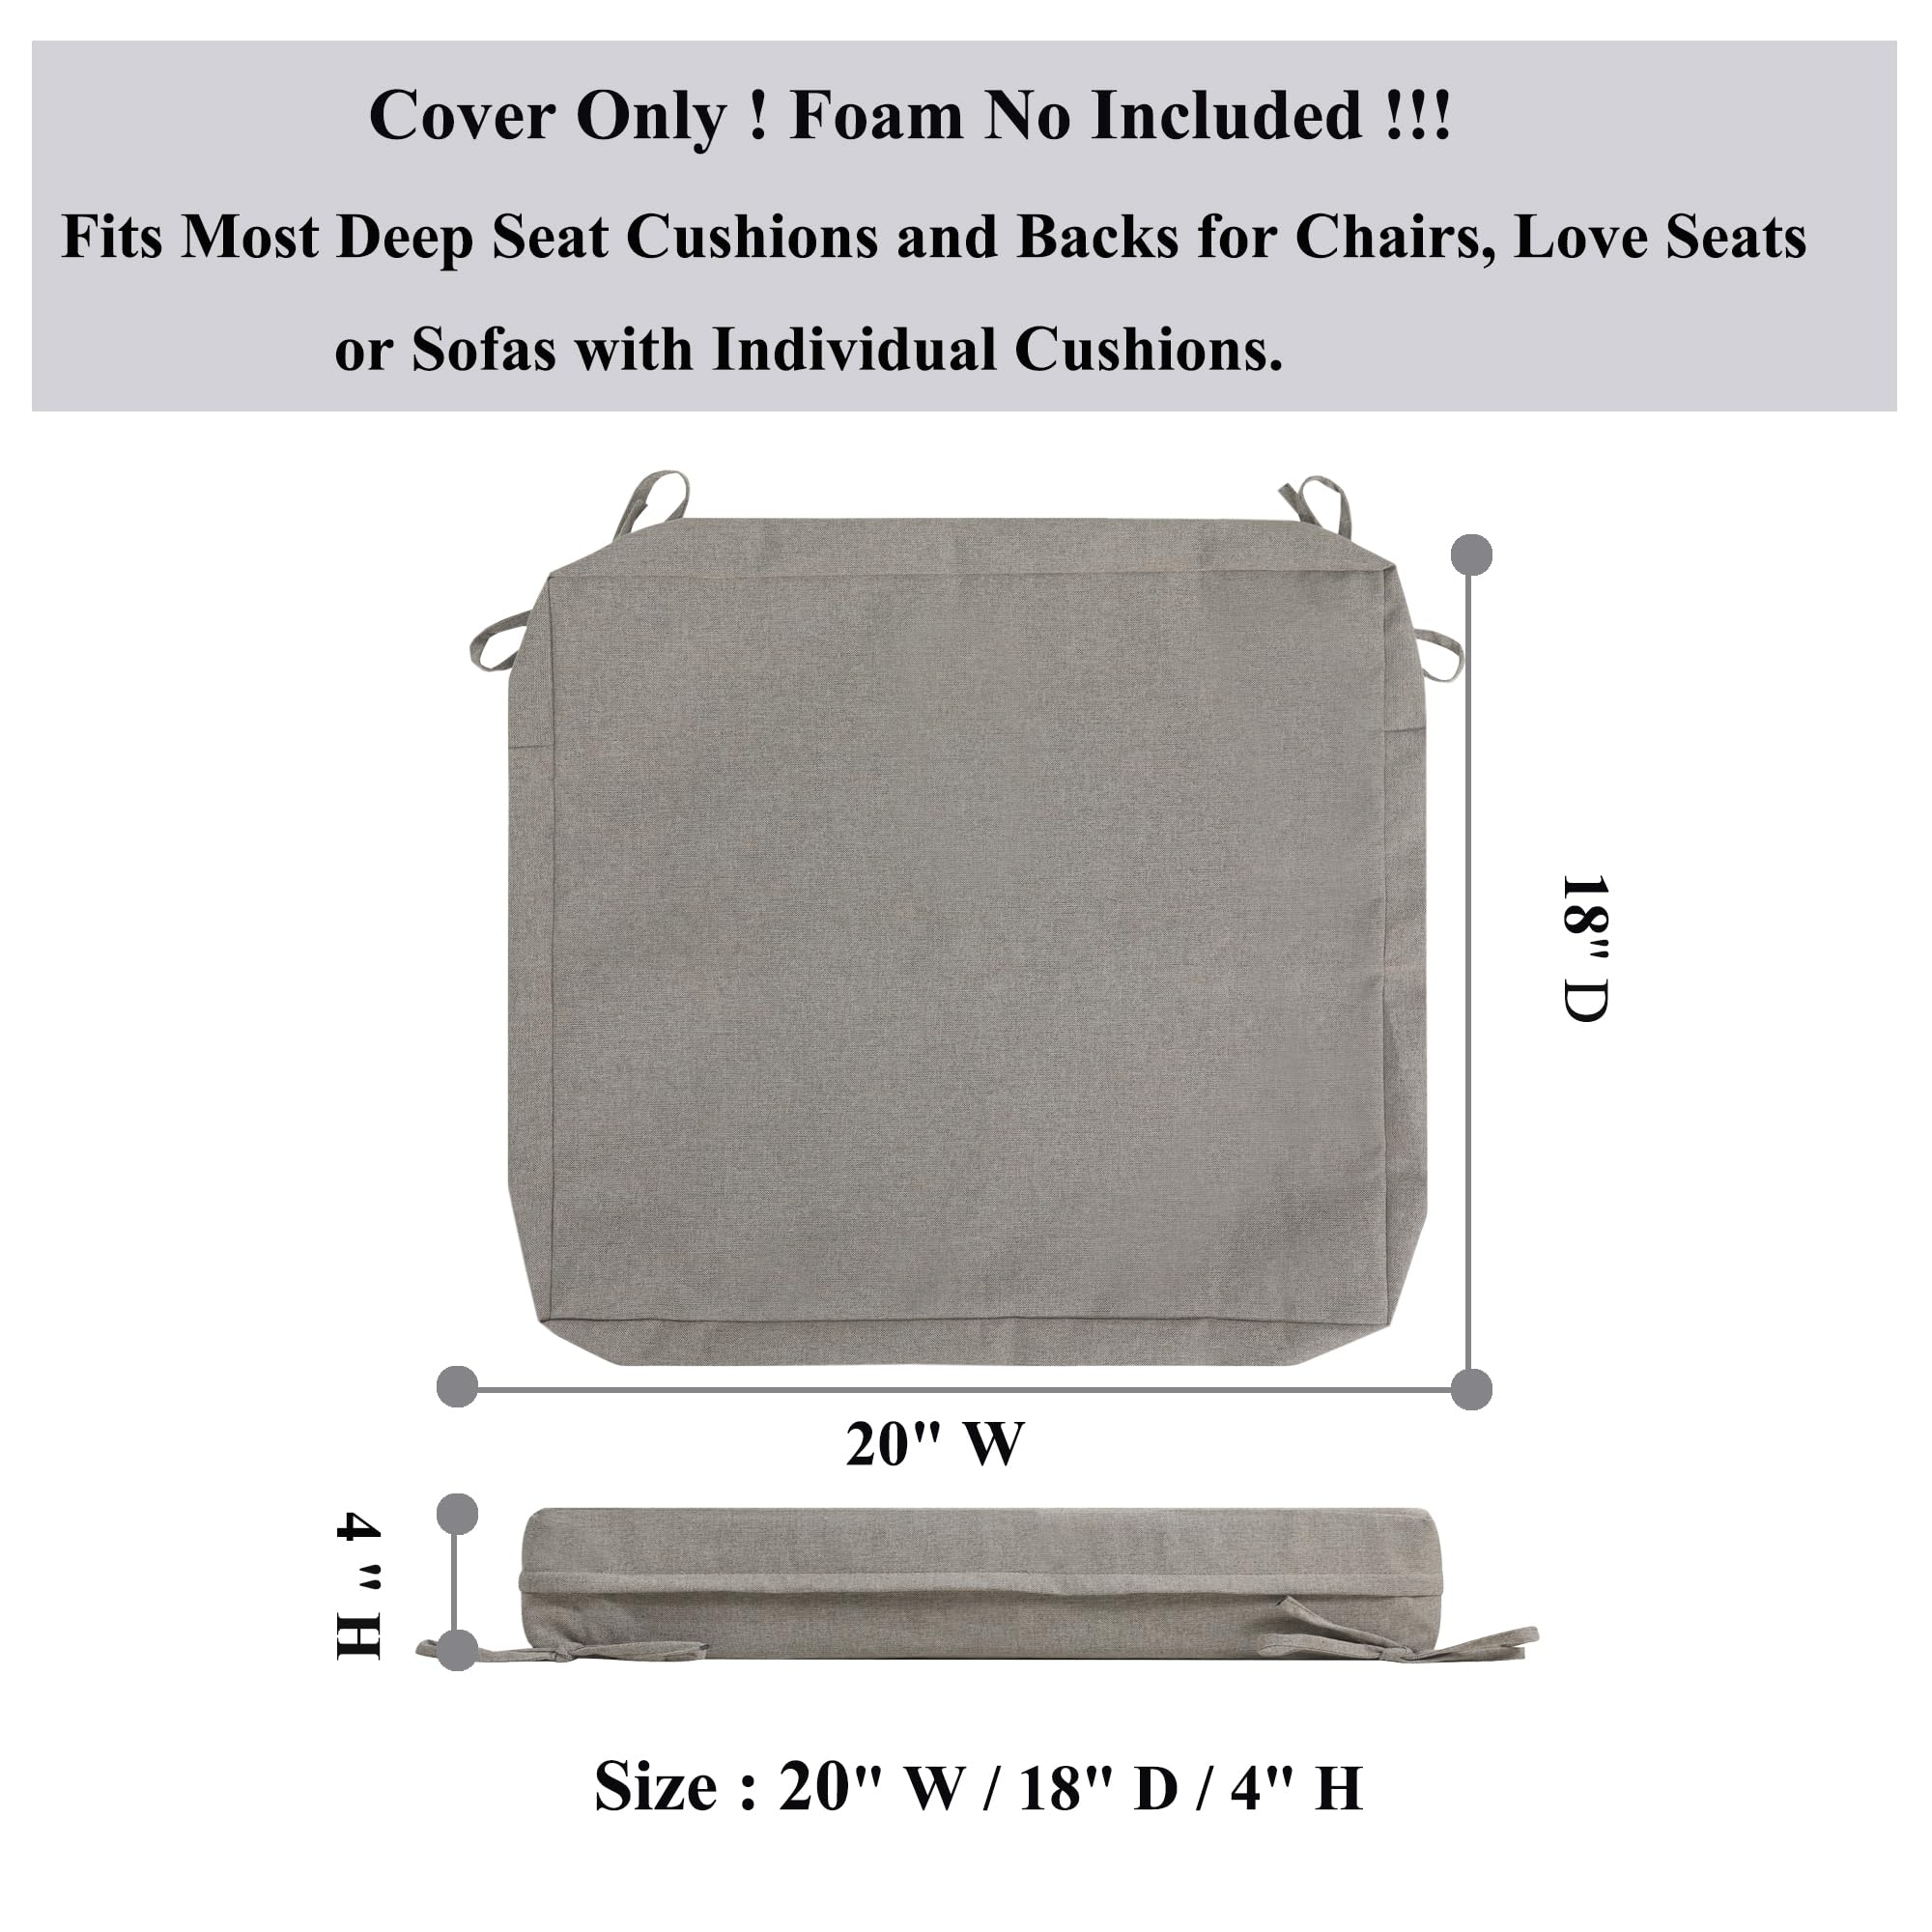 Cover Only ! Foam No Included !!!
Fits Most Deep Seat Cushions and Backs for Chairs, Love Seats
or Sofas with Individual Cushions.
18" D
20" W
4 " H
Size : 20" W / 18" D / 4" H